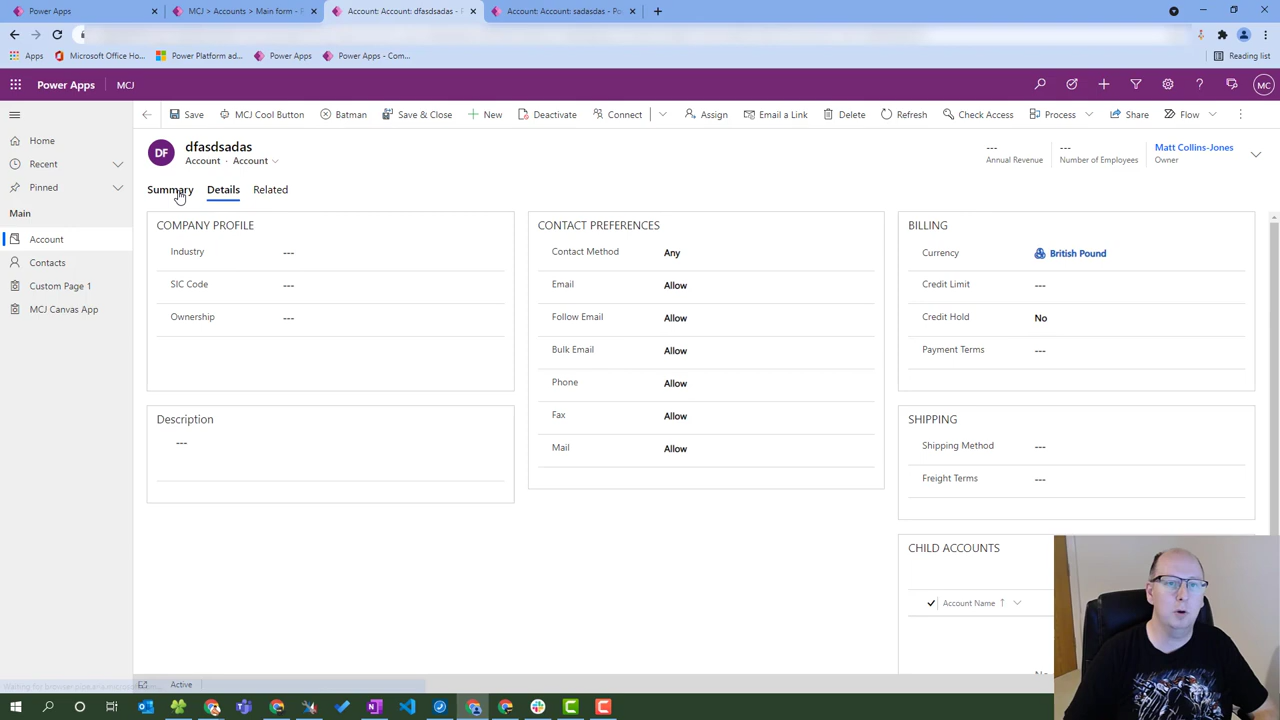 Power Apps
MCJ > Accounts > Main form - F
Account: Account: dfasdsadas - F
Account: Account: sadasdas - Po
Apps
Microsoft Office Ho...
Power Platform ad...
Power Apps
Power Apps - Com...
Reading list
Power Apps
MCJ
MC
Save
MCJ Cool Button
Batman
Save & Close
New
Deactivate
Connect
Assign
Email a Link
Delete
Refresh
Check Access
Process
Share
Flow
Home
Recent
Pinned
Main
Account
Contacts
Custom Page 1
MCJ Canvas App
DF
dfasdsadas
Account · Account
---
Annual Revenue
---
Number of Employees
Matt Collins-Jones
Owner
Summary
Details
Related
COMPANY PROFILE
Industry ---
SIC Code ---
Ownership ---
Description
---
CONTACT PREFERENCES
Contact Method Any
Email Allow
Follow Email Allow
Bulk Email Allow
Phone Allow
Fax Allow
Mail Allow
BILLING
Currency British Pound
Credit Limit ---
Credit Hold No
Payment Terms ---
SHIPPING
Shipping Method ---
Freight Terms ---
CHILD ACCOUNTS
Account Name ↑
No
Active